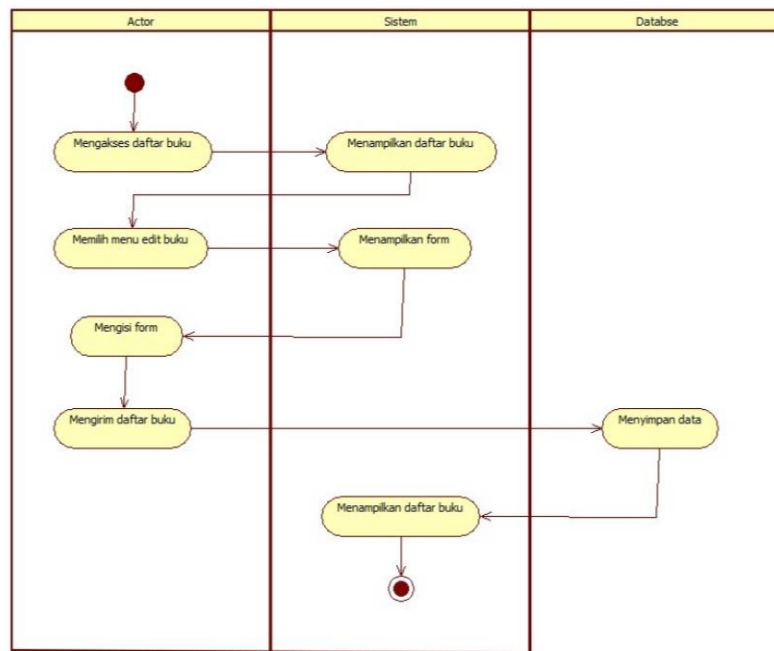 Actor
Sistem
Databse
Mengakses daftar buku
Menampilkan daftar buku
Memilih menu edit buku
Menampilkan form
Mengisi form
Mengirim daftar buku
Menyimpan data
Menampilkan daftar buku